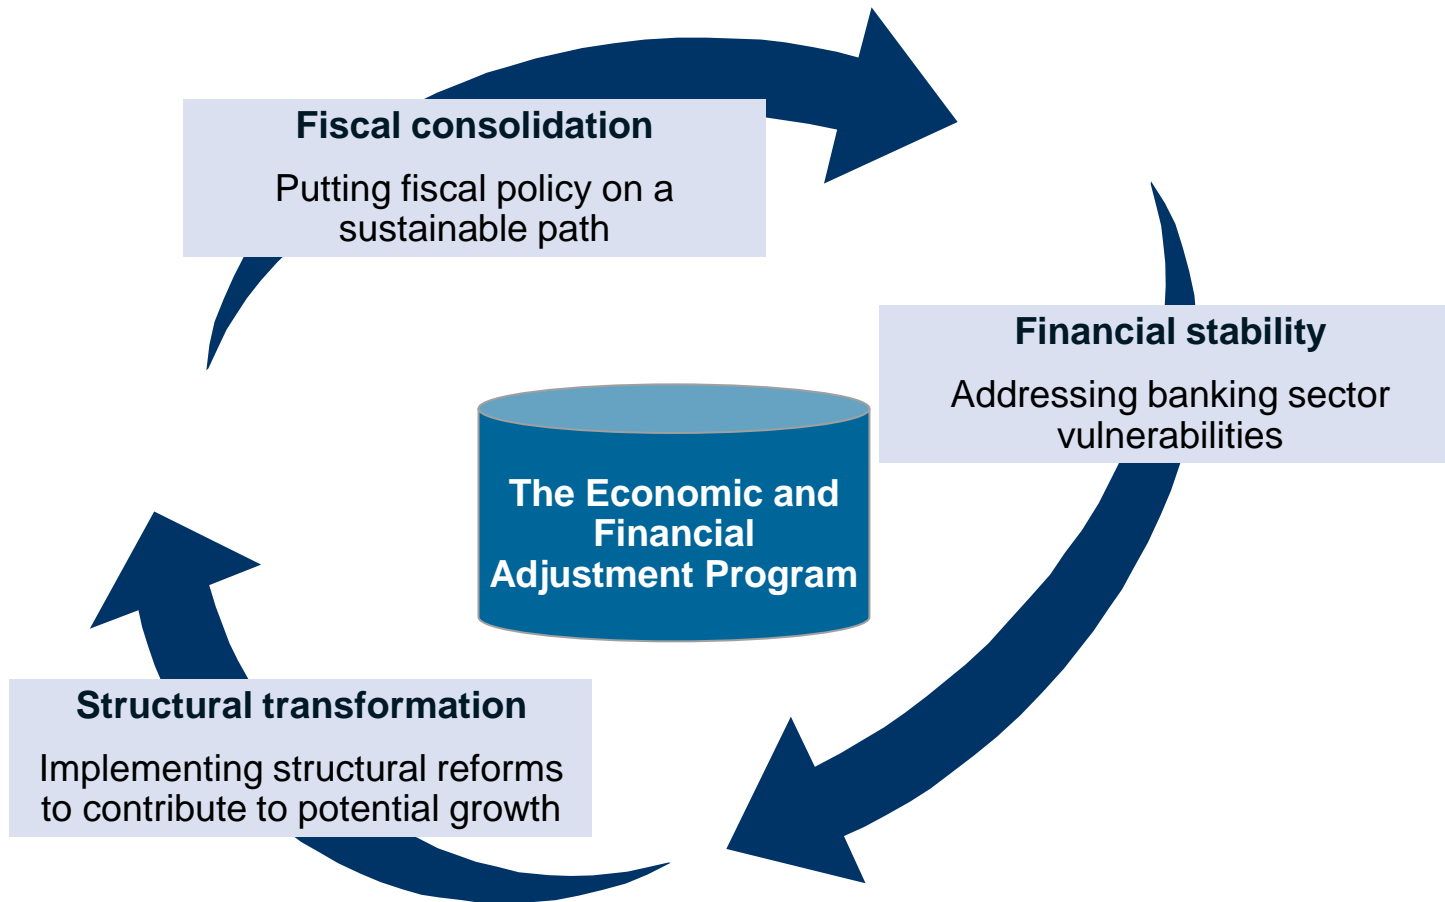 Fiscal consolidation
Putting fiscal policy on a
sustainable path
Financial stability
Addressing banking sector
vulnerabilities
The Economic and
Financial
Adjustment Program
Structural transformation
Implementing structural reforms
to contribute to potential growth